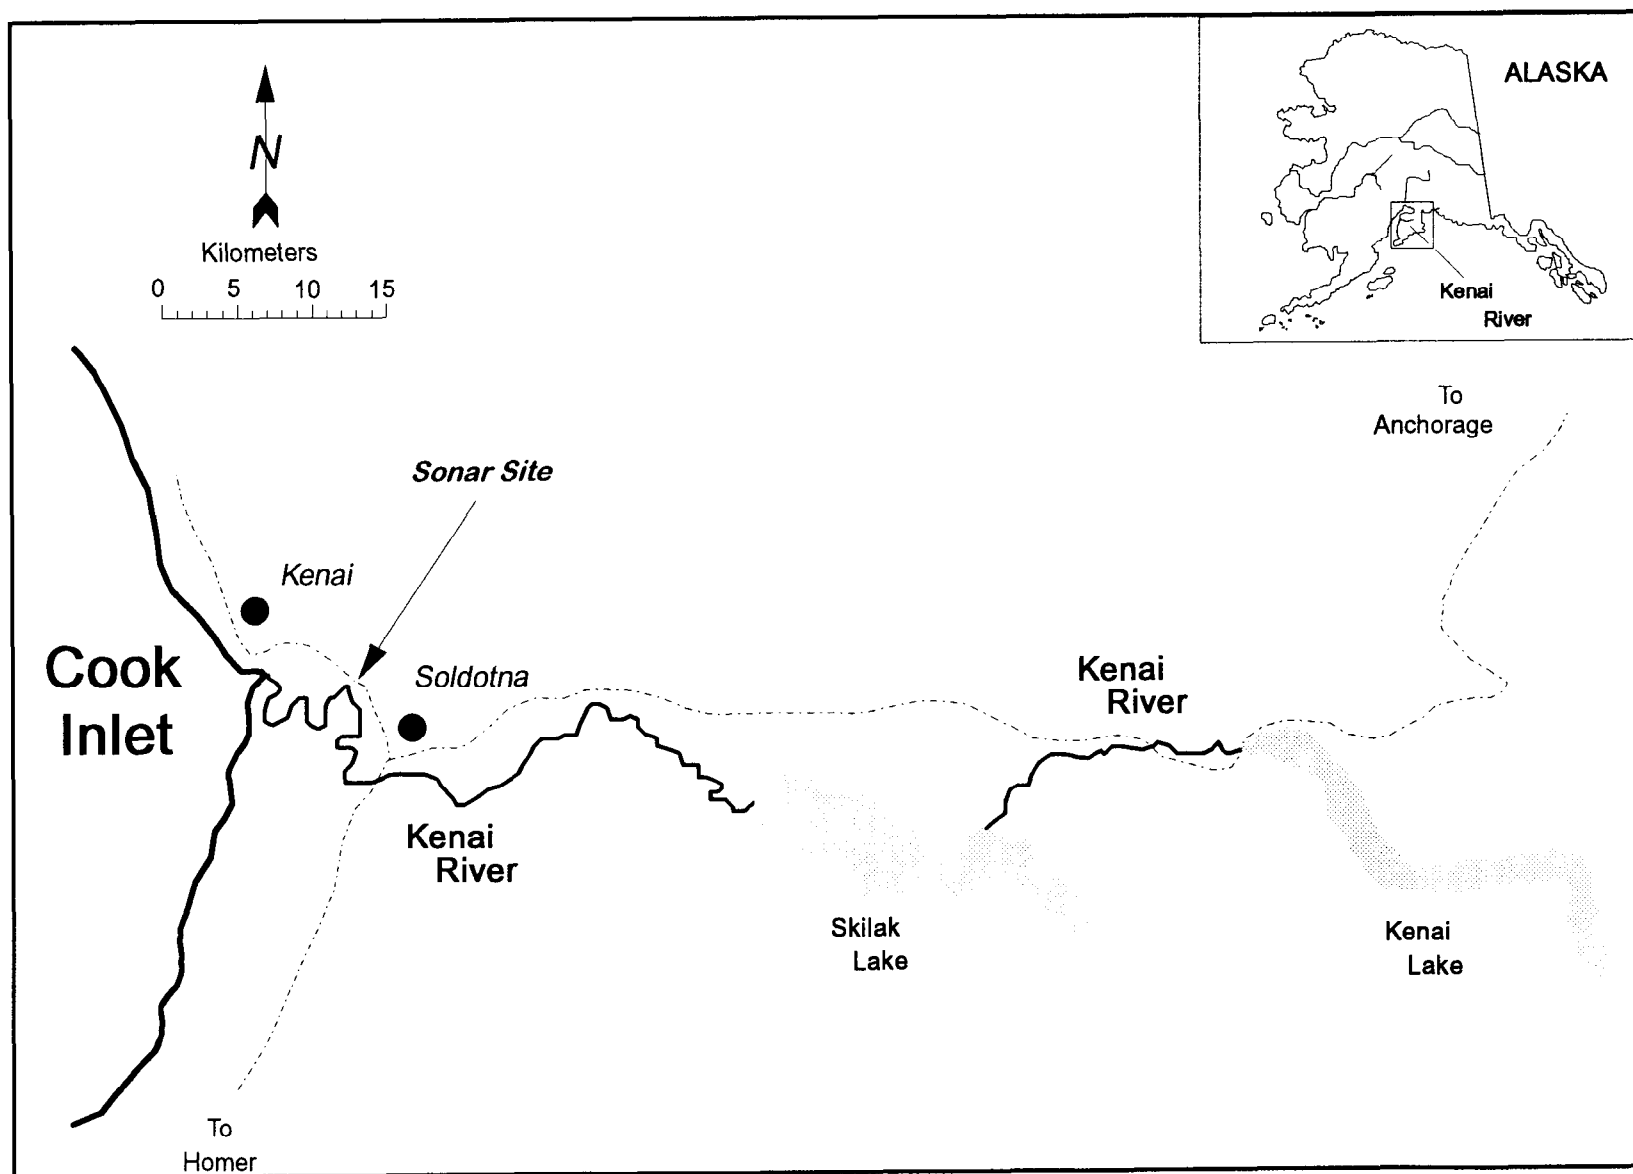 ALASKA
Kenai
River
N
Kilometers
0 5 10 15
To
Anchorage
Sonar Site
Kenai
Cook
Inlet
Soldotna
Kenai
River
Kenai
River
Skilak
Lake
Kenai
Lake
To
Homer